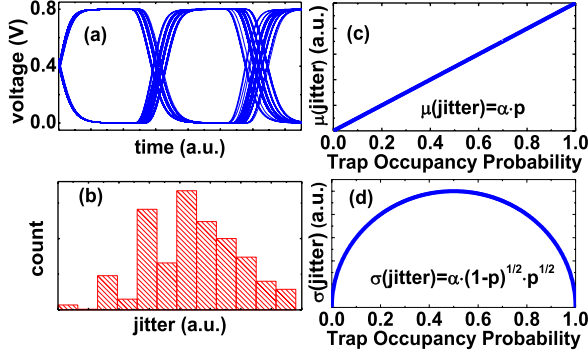 0.8
0.4
0.0
voltage (V)
(a)
time (a.u.)
(b)
count
jitter (a.u.)
(c)
μ(jitter) (a.u.)
μ(jitter)=α·p
0.0 0.2 0.4 0.6 0.8 1.0
Trap Occupancy Probability
(d)
σ(jitter) (a.u.)
σ(jitter)=α·(1-p)^1/2·p^1/2
0.0 0.2 0.4 0.6 0.8 1.0
Trap Occupancy Probability